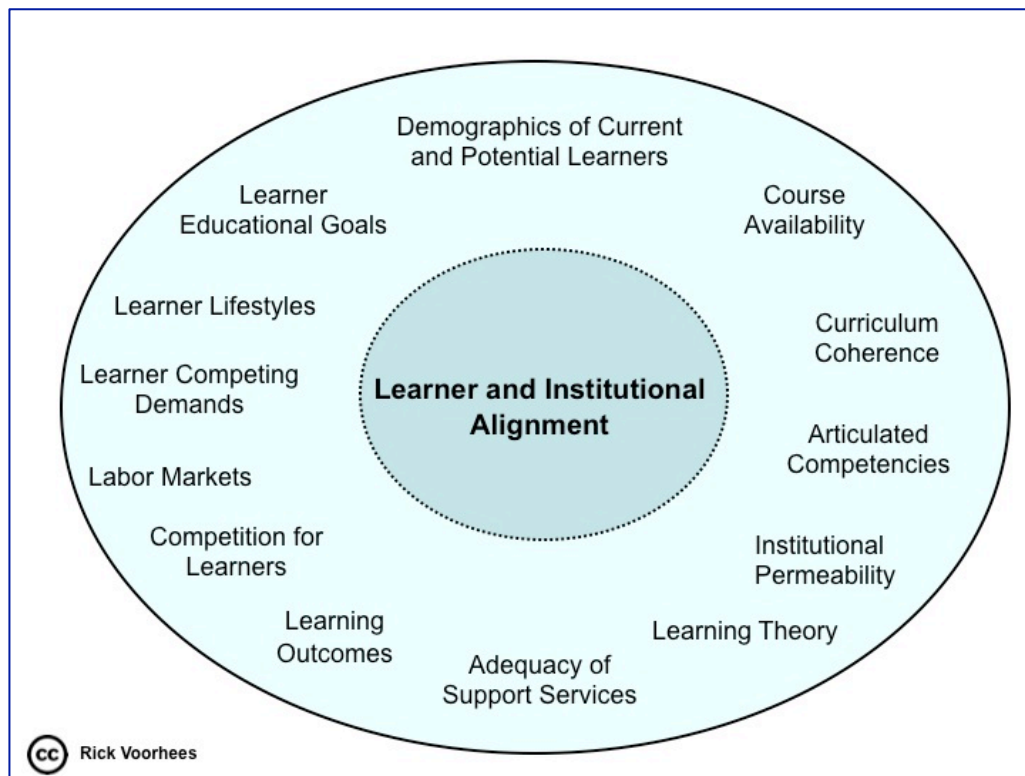 Demographics of Current
and Potential Learners
Learner
Educational Goals
Course
Availability
Learner Lifestyles
Curriculum
Coherence
Learner Competing
Demands
Learner and Institutional
Alignment
Articulated
Competencies
Labor Markets
Competition for
Learners
Institutional
Permeability
Learning
Outcomes
Learning Theory
Adequacy of
Support Services
cc Rick Voorhees